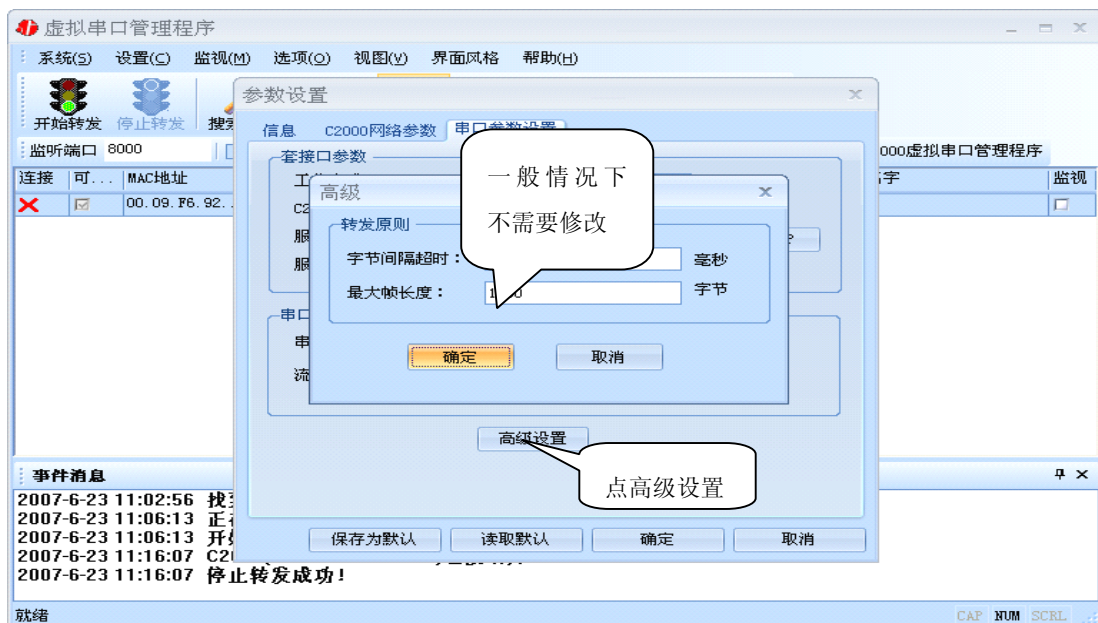 虚拟串口管理程序
系统(S) 设置(C) 监视(M) 选项(O) 视图(V) 界面风格 帮助(H)
开始转发 停止转发
监听端口 8000
虚拟串口管理程序
连接 可... MAC地址 监视
00.09.F6.92...
参数设置
信息 C2000网络参数 串口参数设置
套接口参数
高级
转发原则
字节间隔超时： 毫秒
最大帧长度： 字节
确定 取消
一般情况下
不需要修改
高级设置
点高级设置
保存为默认 读取默认 确定 取消
事件消息
2007-6-23 11:02:56
2007-6-23 11:06:13
2007-6-23 11:06:13
2007-6-23 11:16:07
2007-6-23 11:16:07 停止转发成功!
就绪 CAP NUM SCRL